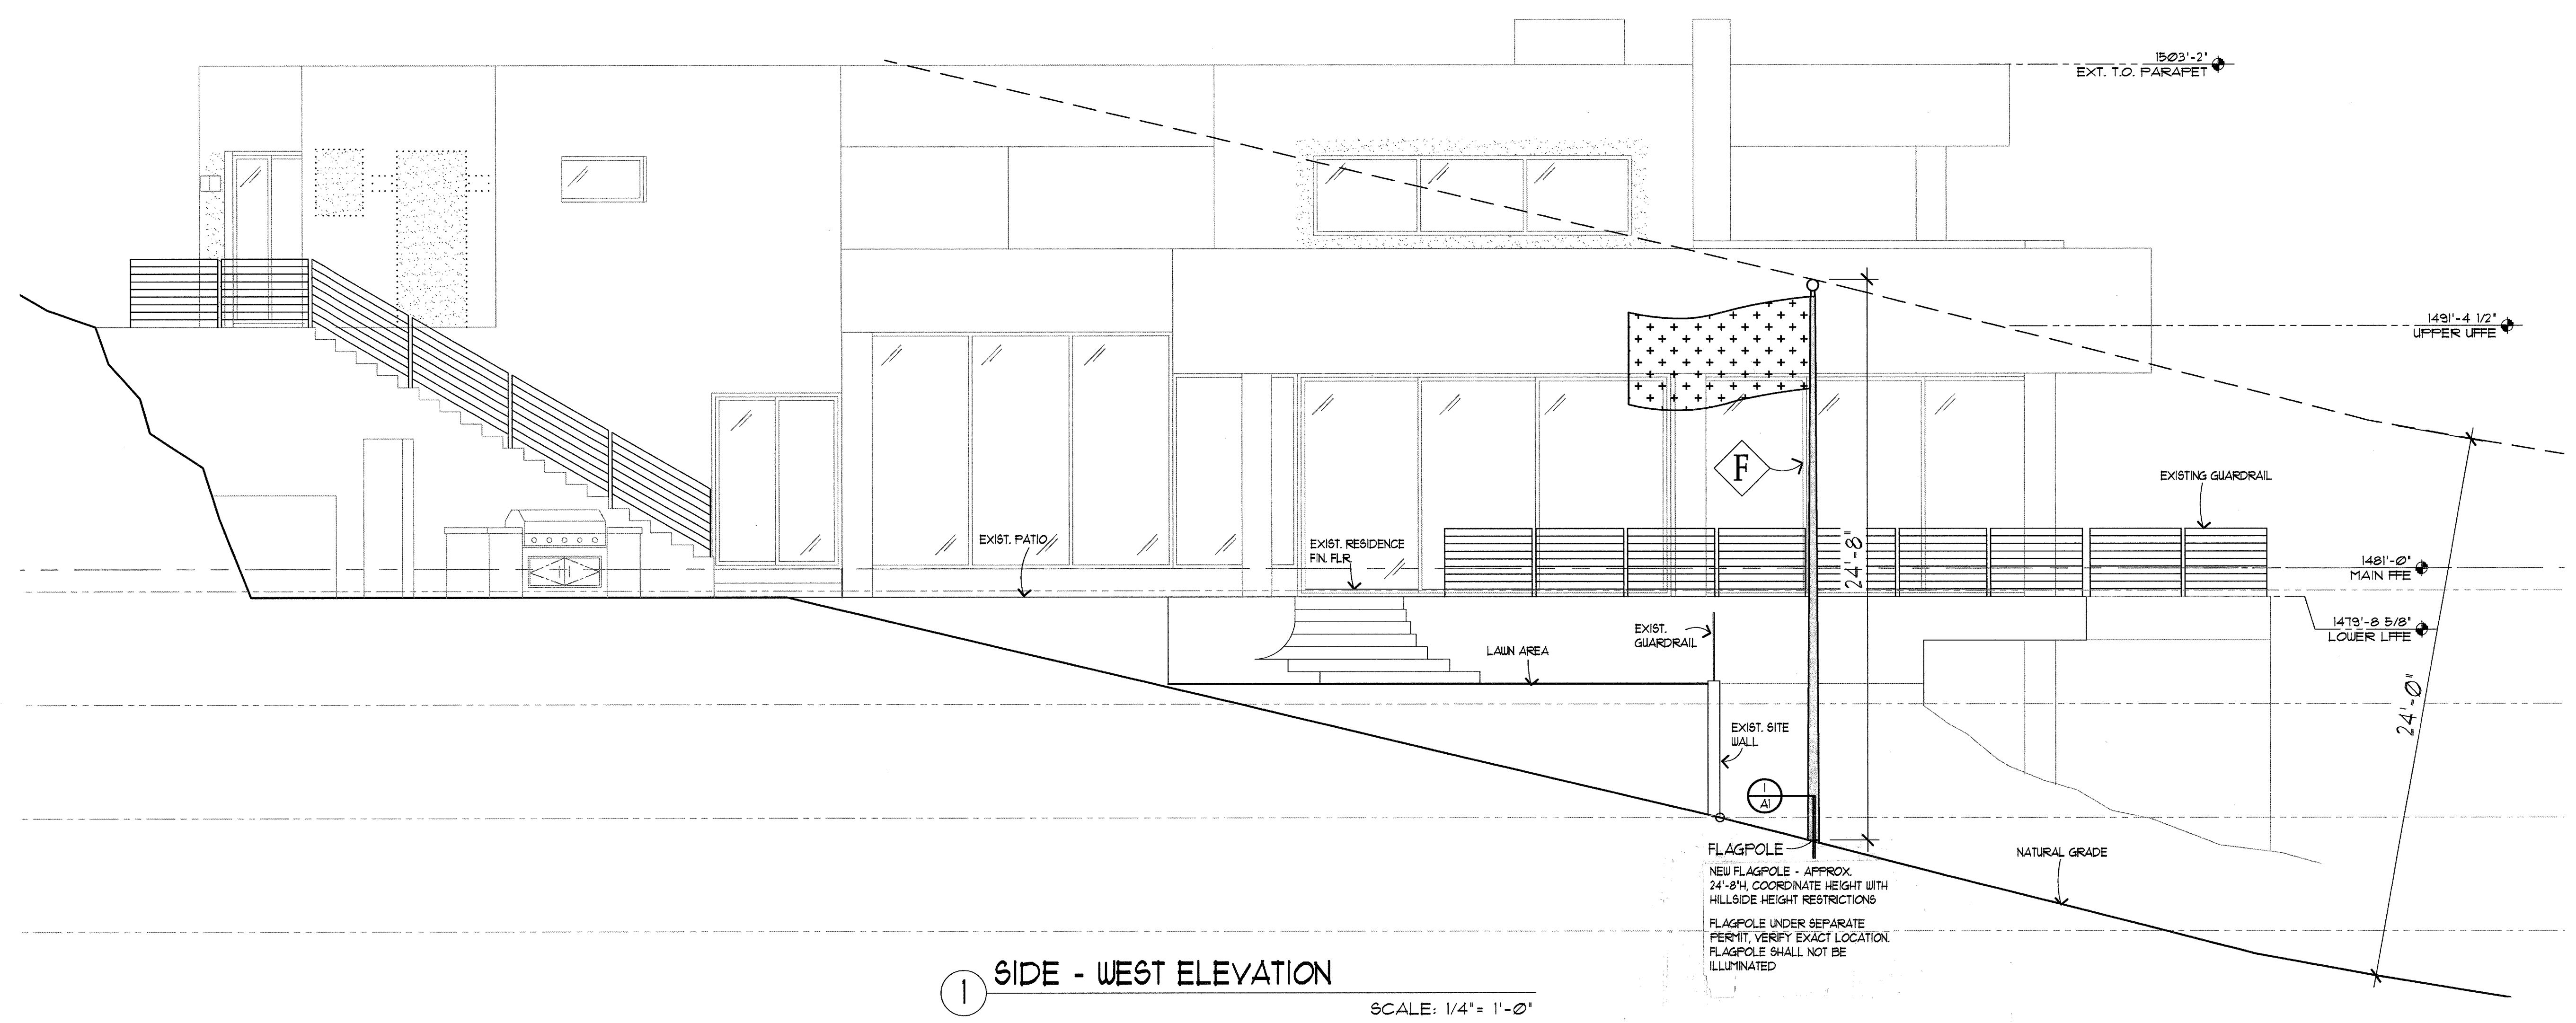 1503'-2"
EXT. T.O. PARAPET
1491'-4 1/2"
UPPER UFFE
F
EXISTING GUARDRAIL
24'-8"
EXIST. PATIO
EXIST. RESIDENCE
FIN. FLR.
1481'-0"
MAIN FFE
1479'-8 5/8"
LOWER LFFE
EXIST.
GUARDRAIL
LAWN AREA
24'-0"
EXIST. SITE
WALL
1
A1
FLAGPOLE
NATURAL GRADE
NEW FLAGPOLE - APPROX.
24'-8"H, COORDINATE HEIGHT WITH
HILLSIDE HEIGHT RESTRICTIONS
FLAGPOLE UNDER SEPARATE
PERMIT, VERIFY EXACT LOCATION.
FLAGPOLE SHALL NOT BE
ILLUMINATED
1
SIDE - WEST ELEVATION
SCALE: 1/4" = 1'-0"